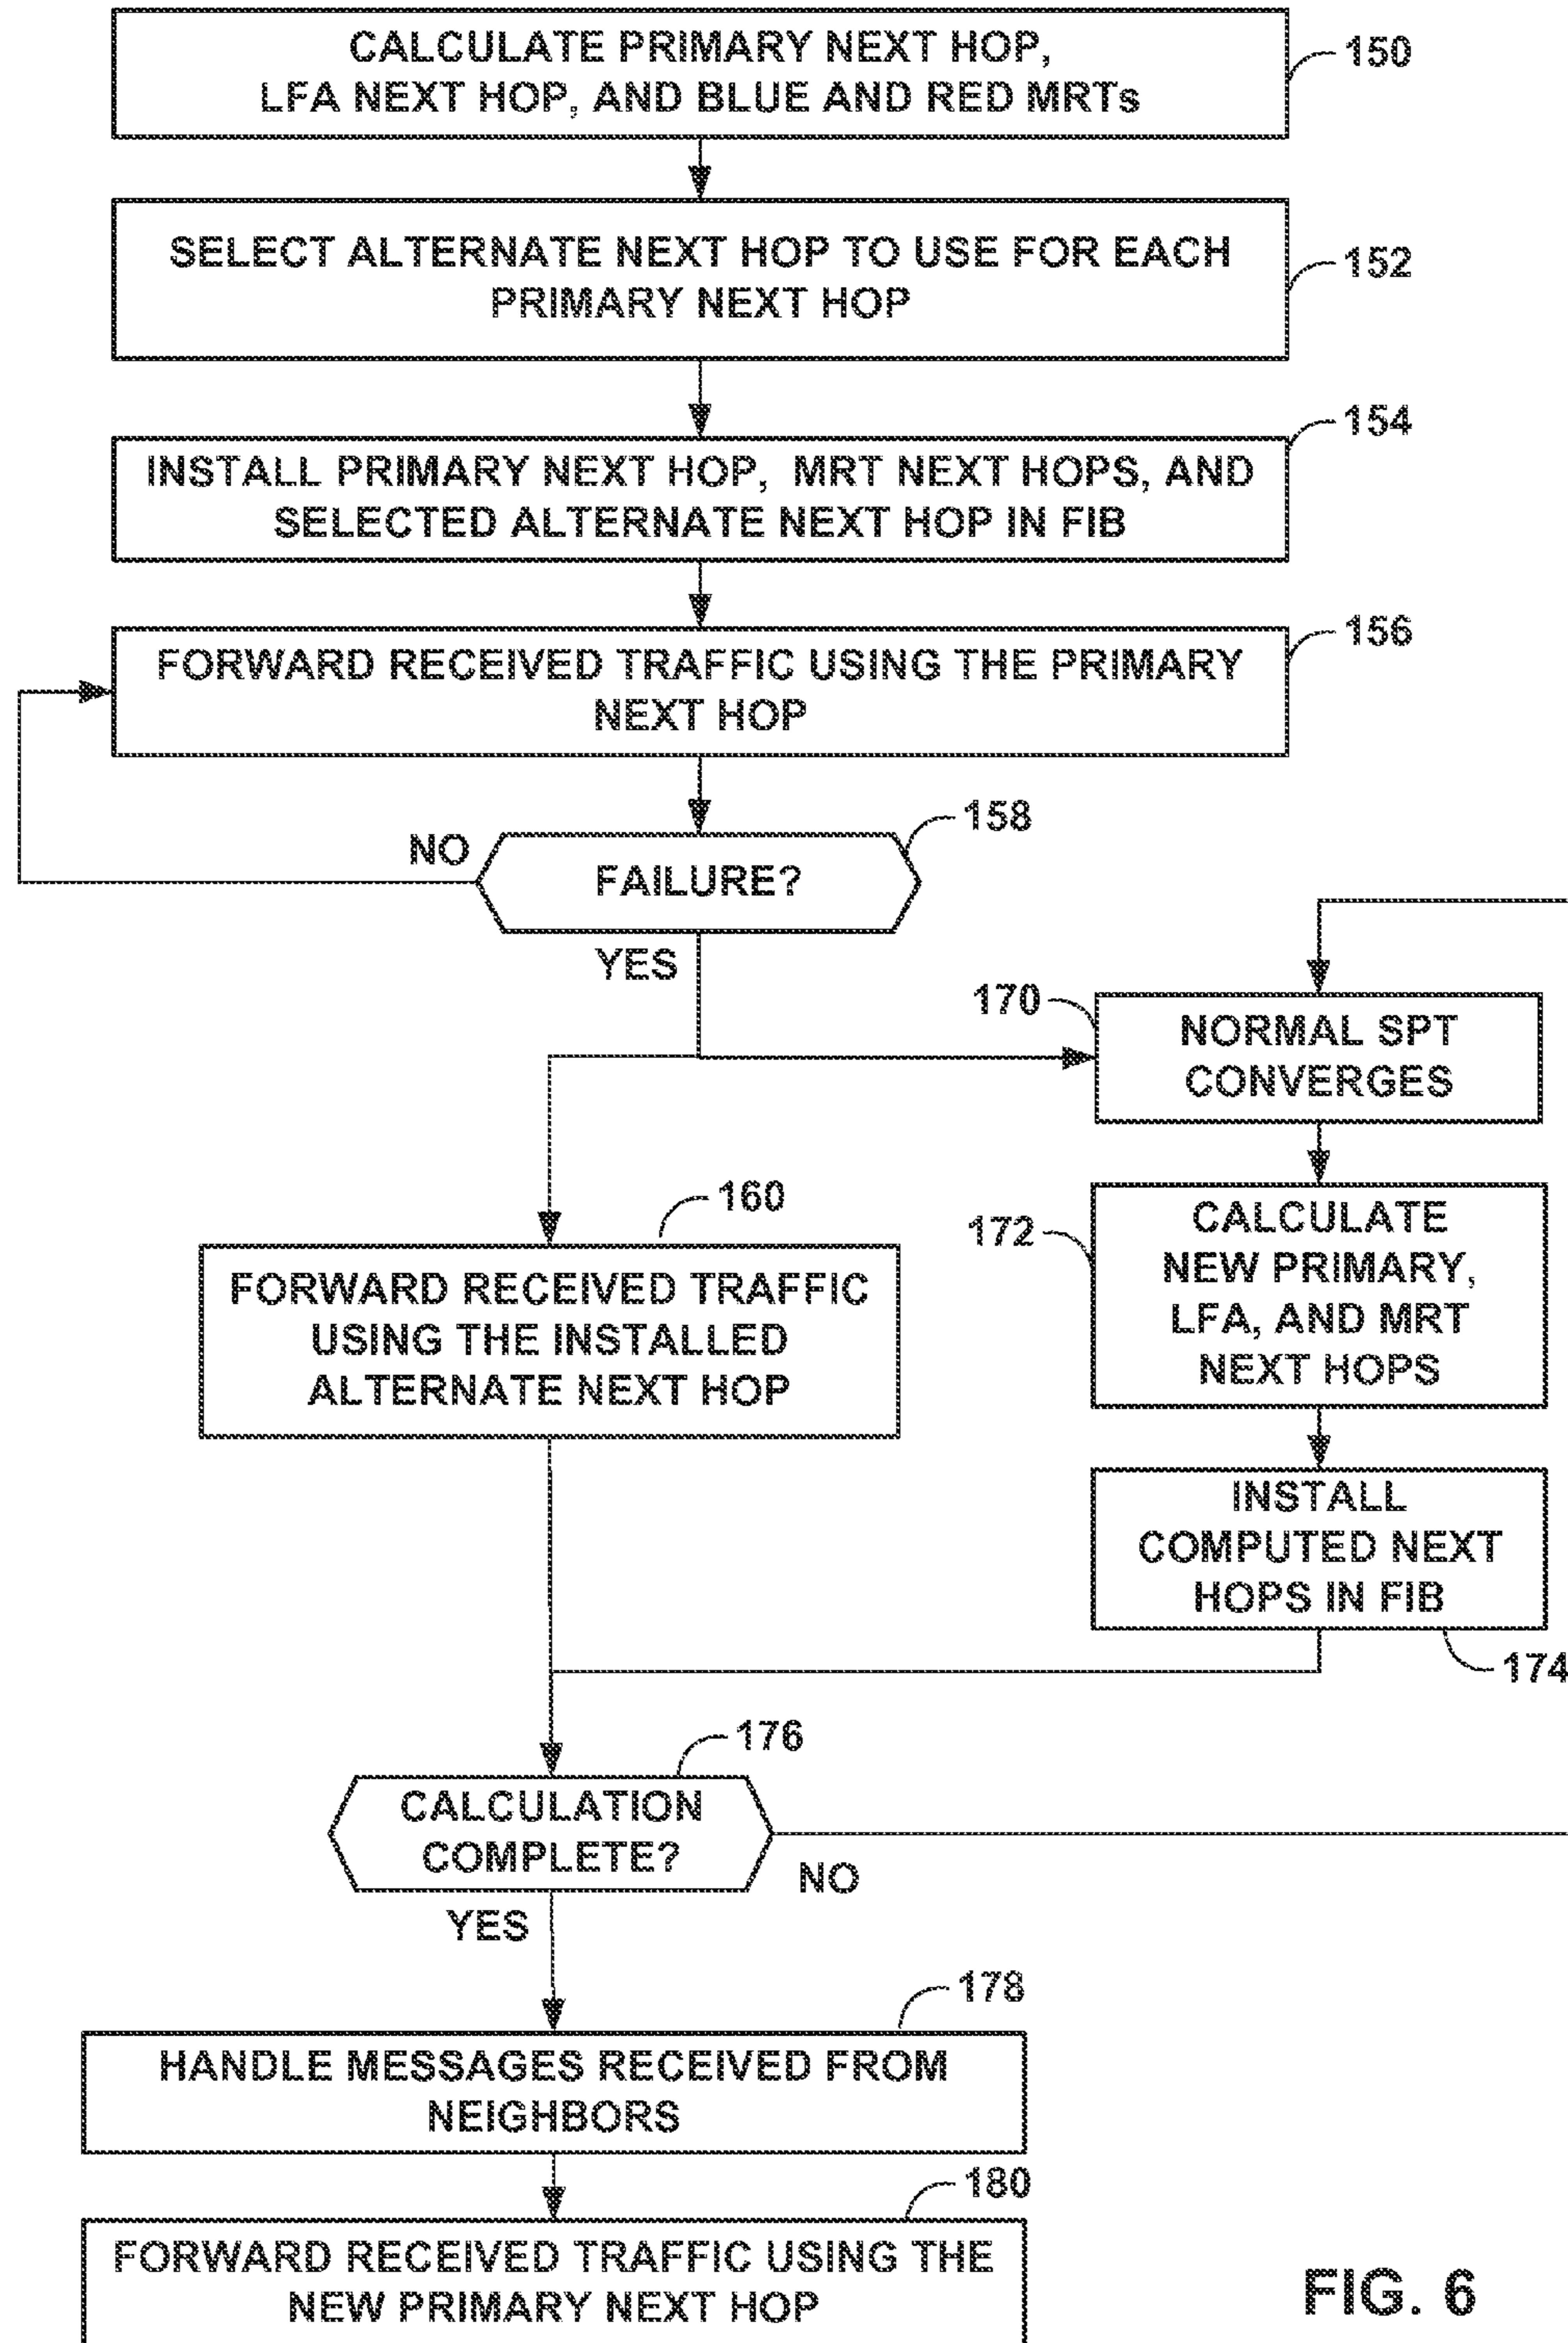 CALCULATE PRIMARY NEXT HOP,
LFA NEXT HOP, AND BLUE AND RED MRTs
150
SELECT ALTERNATE NEXT HOP TO USE FOR EACH
PRIMARY NEXT HOP
152
154
INSTALL PRIMARY NEXT HOP, MRT NEXT HOPS, AND
SELECTED ALTERNATE NEXT HOP IN FIB
156
FORWARD RECEIVED TRAFFIC USING THE PRIMARY
NEXT HOP
158
NO
FAILURE?
YES
170
NORMAL SPT
CONVERGES
160
FORWARD RECEIVED TRAFFIC
USING THE INSTALLED
ALTERNATE NEXT HOP
172
CALCULATE
NEW PRIMARY,
LFA, AND MRT
NEXT HOPS
INSTALL
COMPUTED NEXT
HOPS IN FIB
174
176
CALCULATION
COMPLETE?
NO
YES
178
HANDLE MESSAGES RECEIVED FROM
NEIGHBORS
180
FORWARD RECEIVED TRAFFIC USING THE
NEW PRIMARY NEXT HOP
FIG. 6